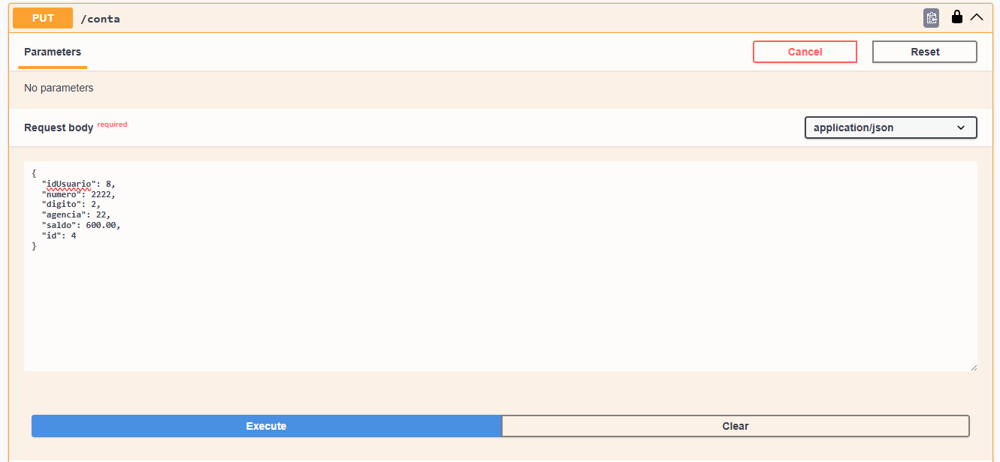 PUT /conta
Parameters
Cancel
Reset
No parameters
Request body required
application/json
{
  "idUsuario": 8,
  "numero": 2222,
  "digito": 2,
  "agencia": 22,
  "saldo": 600.00,
  "id": 4
}
Execute
Clear